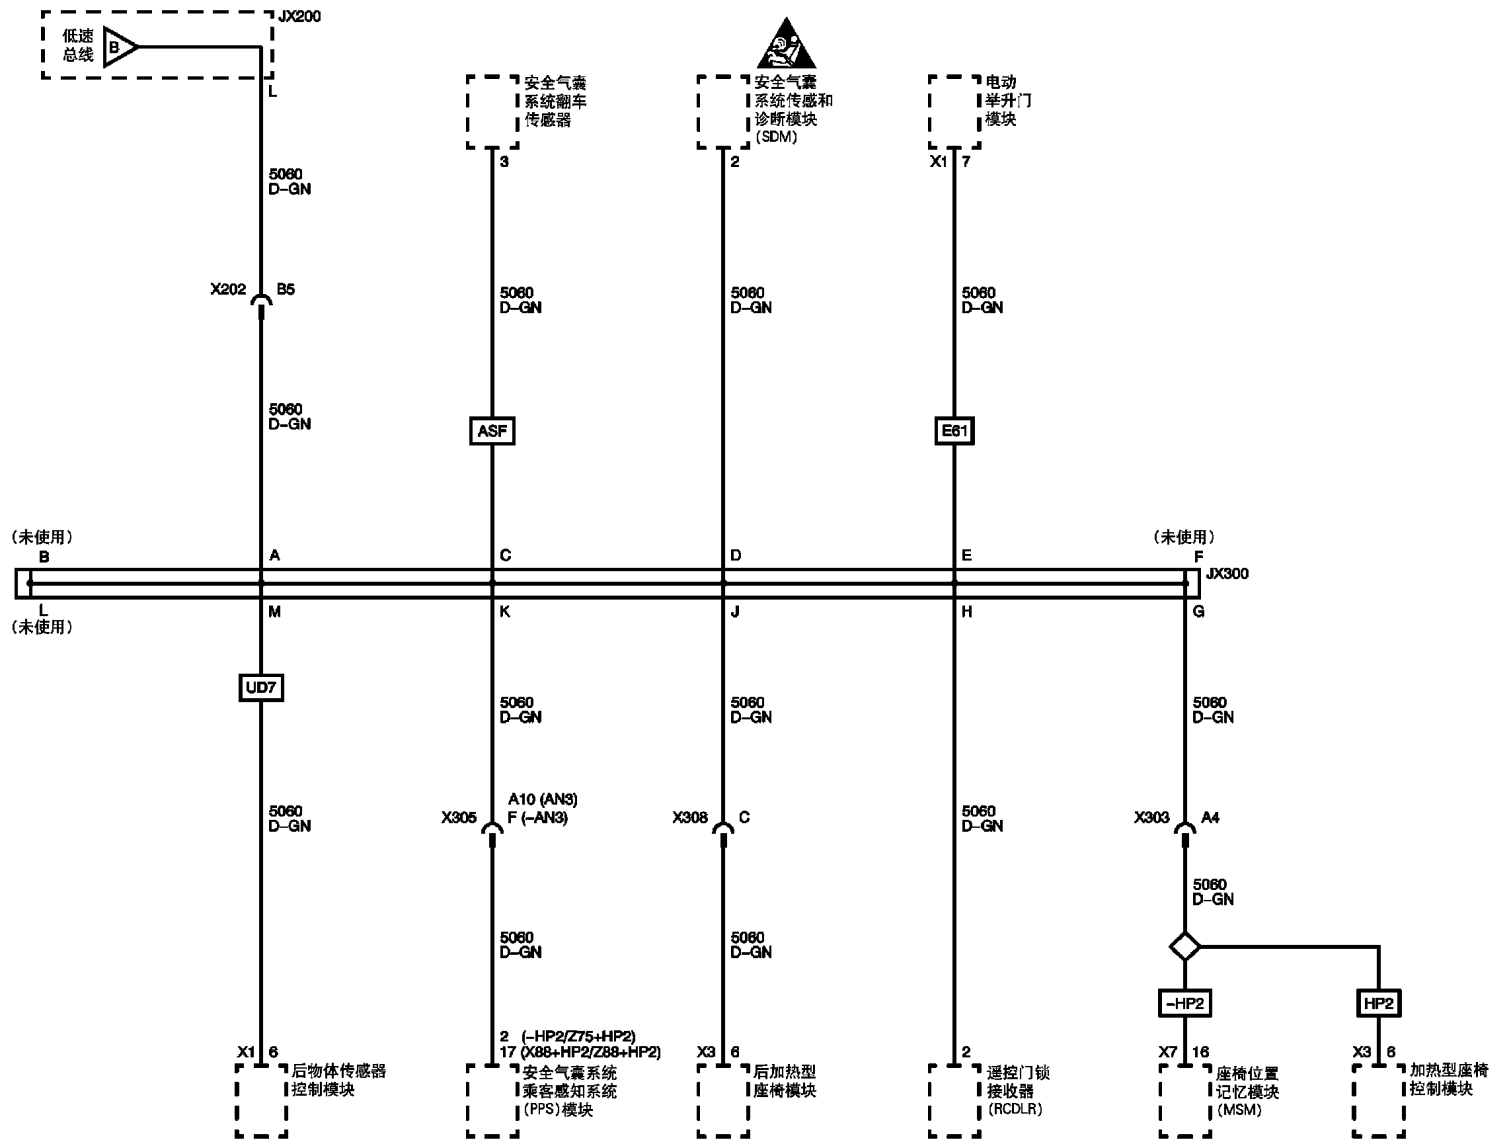 JX200
低速
总线
B
L
安全气囊
系统翻车
传感器
安全气囊
系统传感和
诊断模块
(SDM)
电动
举升门
模块
3
2
X1 7
5060
D-GN
X202 B5
5060
D-GN
5060
D-GN
5060
D-GN
5060
D-GN
ASF
E61
(未使用)
B
A
C
D
E
(未使用)
F
JX300
L
(未使用)
M
K
J
H
G
UD7
5060
D-GN
5060
D-GN
5060
D-GN
5060
D-GN
A10 (AN3)
X305 F (-AN3)
X308 C
5060
D-GN
X303 A4
5060
D-GN
5060
D-GN
5060
D-GN
-HP2
HP2
X1 6
2 (-HP2/Z75+HP2)
17 (X88+HP2/Z88+HP2)
X3 6
2
X7 16
X3 6
后物体传感器
控制模块
安全气囊系统
乘客感知系统
(PPS)模块
后加热型
座椅模块
遥控门锁
接收器
(RCDLR)
座椅位置
记忆模块
(MSM)
加热型座椅
控制模块